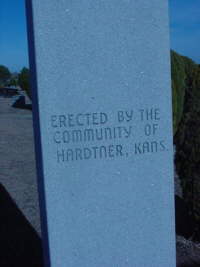 ERECTED BY THE
COMMUNITY OF
HARDTNER, KANS.